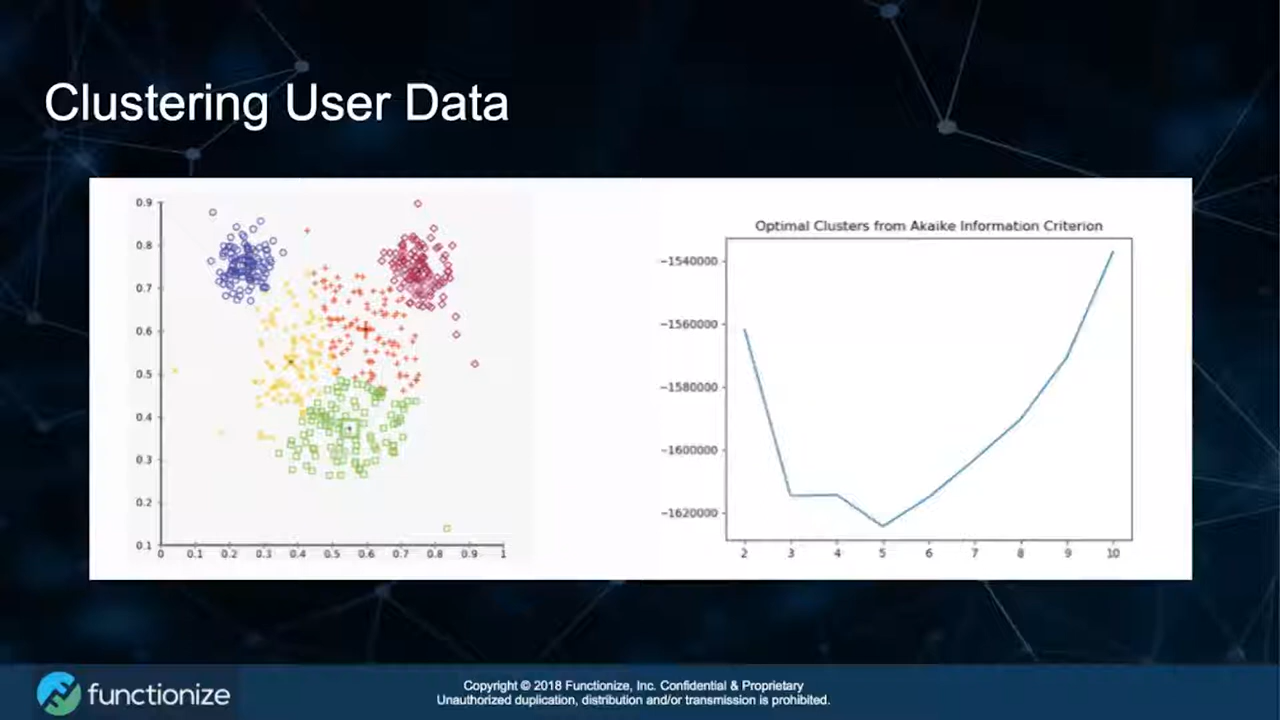 Clustering User Data
0.9
0.8
0.7
0.6
0.5
0.4
0.3
0.2
0.1
0 0.1 0.2 0.3 0.4 0.5 0.6 0.7 0.8 0.9 1
Optimal Clusters from Akaike Information Criterion
−1540000
−1560000
−1580000
−1600000
−1620000
2 3 4 5 6 7 8 9 10
functionize
Copyright © 2018 Functionize, Inc. Confidential & Proprietary
Unauthorized duplication, distribution and/or transmission is prohibited.